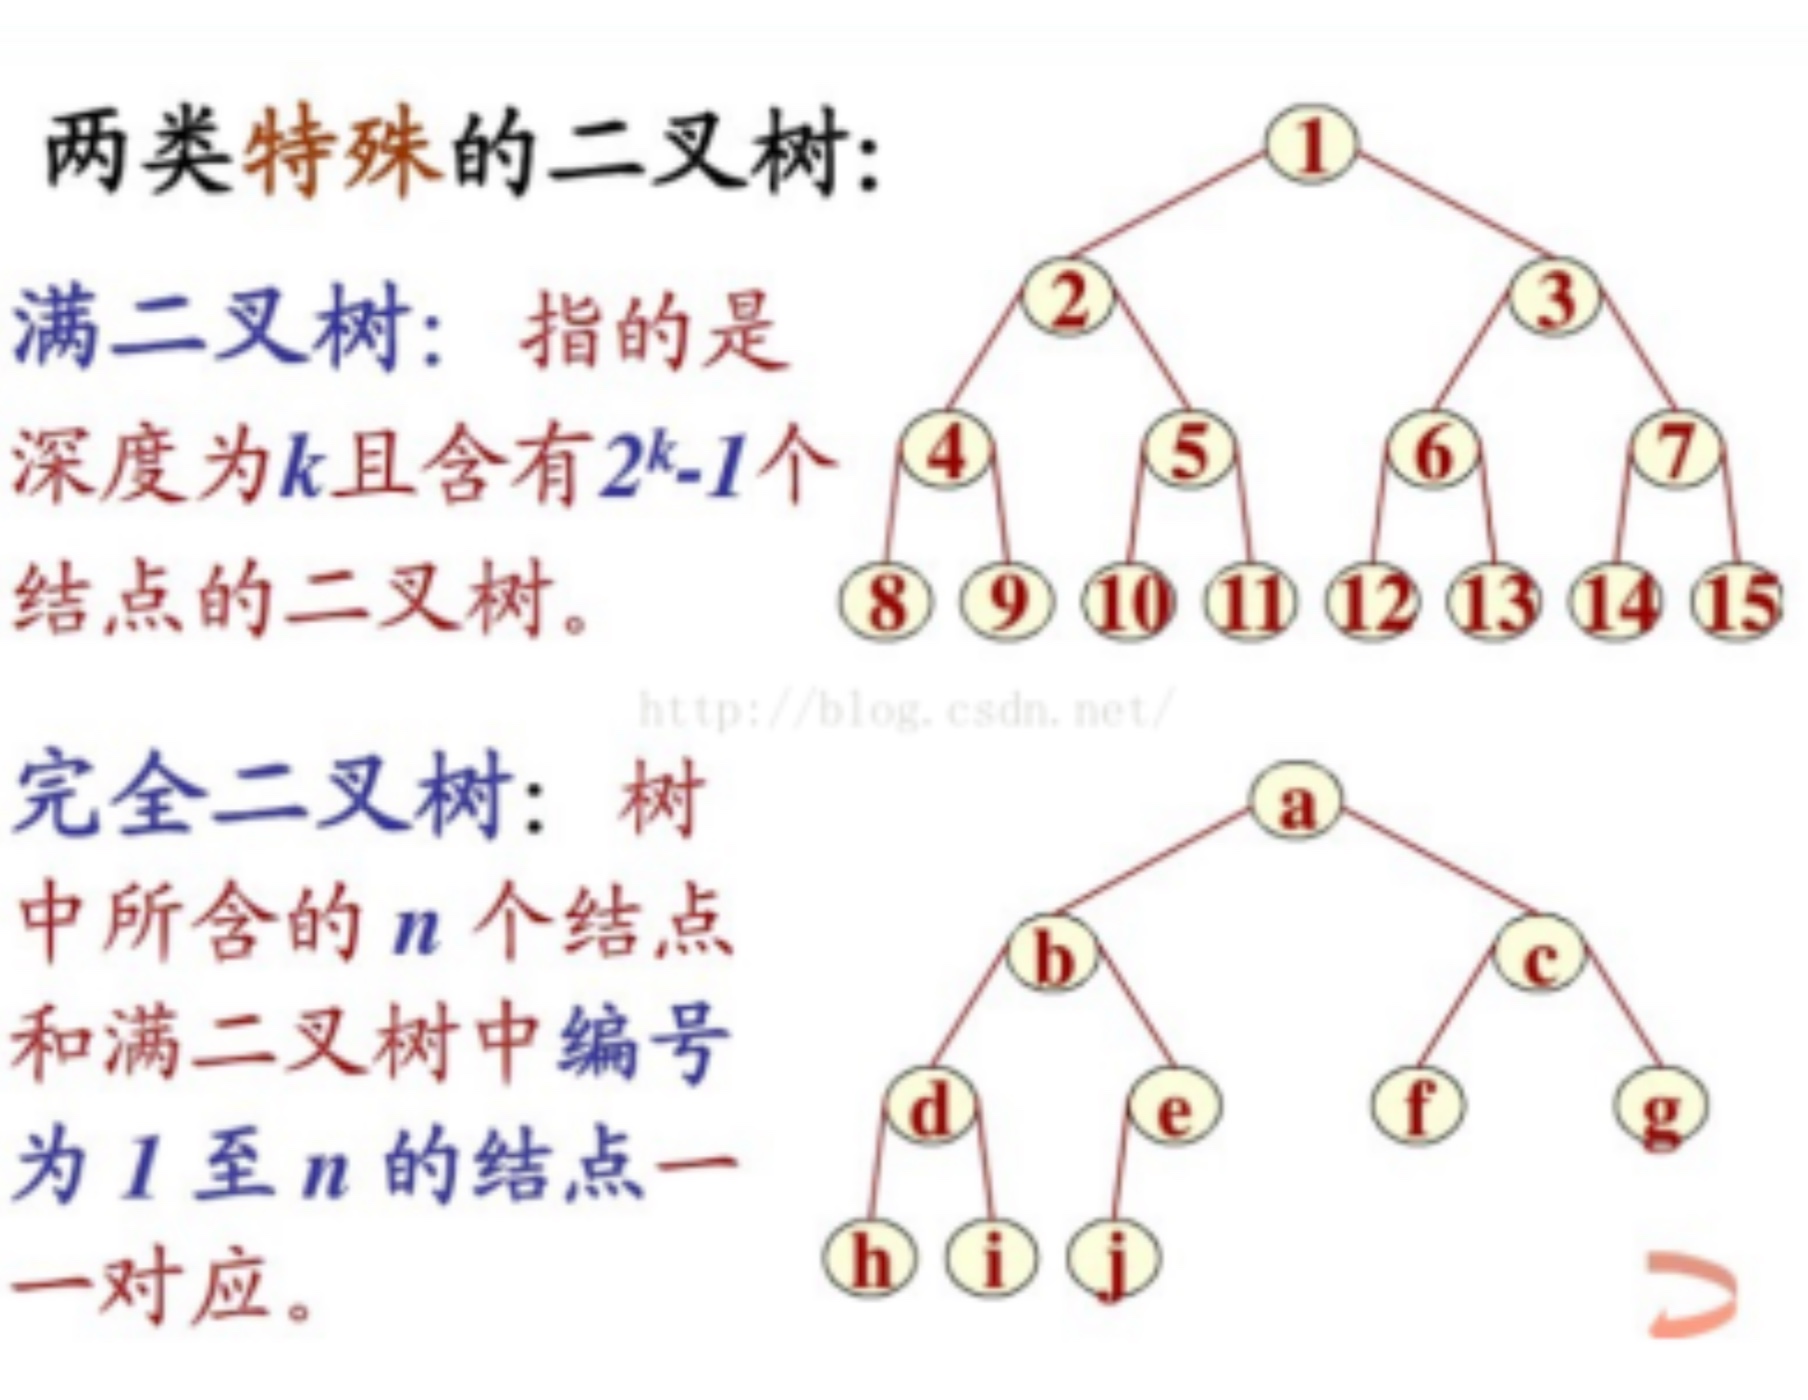 两类特殊的二叉树:
满二叉树: 指的是
深度为k且含有2ᵏ-1个
结点的二叉树。
1
2 3
4 5 6 7
8 9 10 11 12 13 14 15
http://blog.csdn.net/
完全二叉树: 树
中所含的 n 个结点
和满二叉树中编号
为 1 至 n 的结点一
一对应。
a
b c
d e f g
h i j